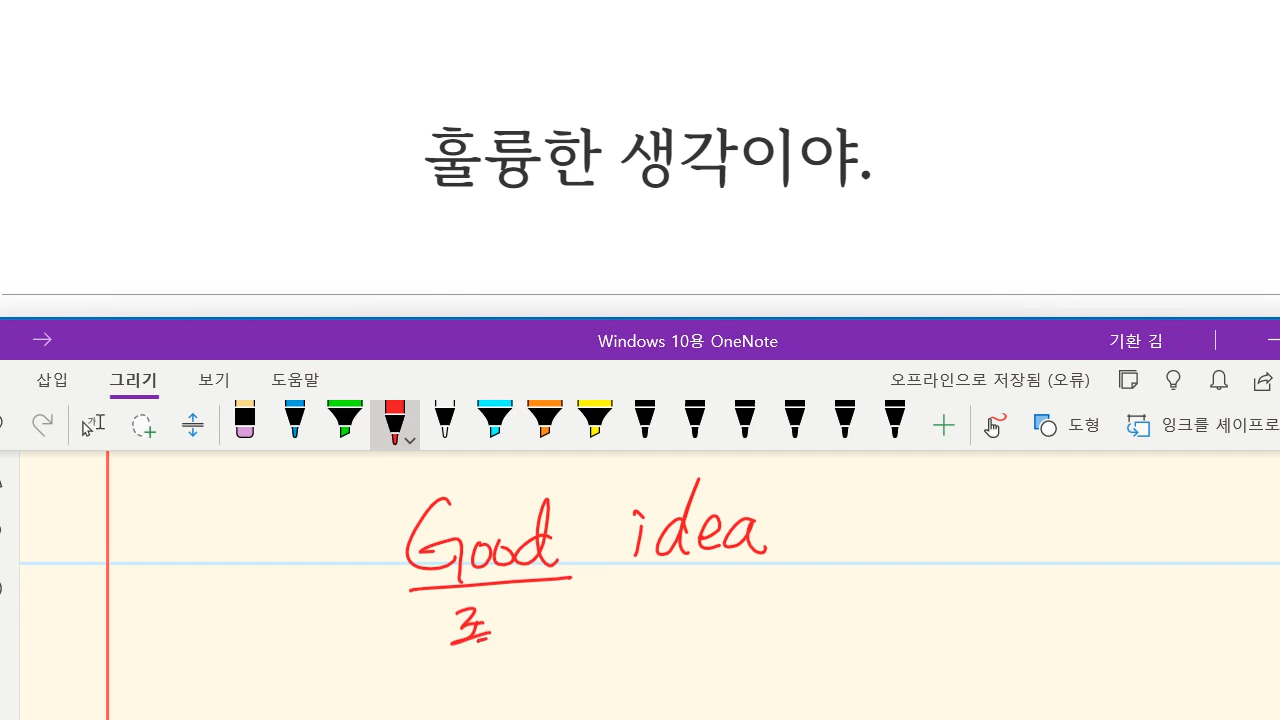 훌륭한 생각이야.
Windows 10용 OneNote
기환 김
삽입 그리기 보기 도움말
오프라인으로 저장됨 (오류)
가
도형
잉크를 셰이프로
Good idea